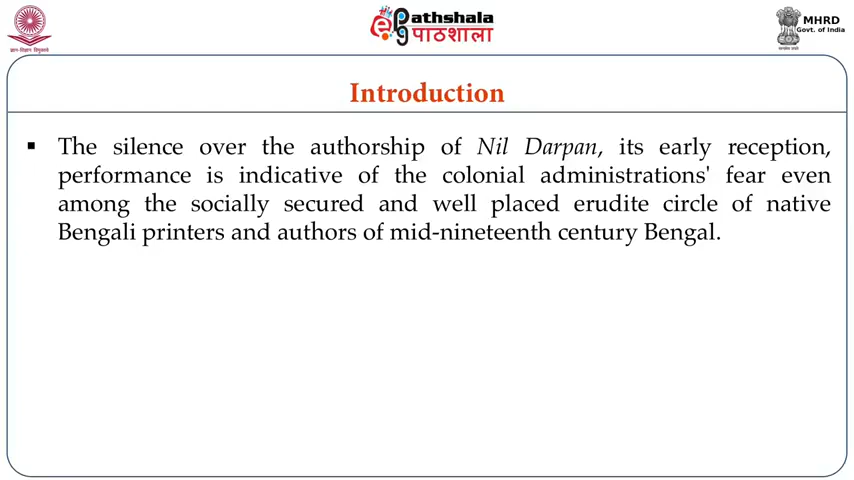 ePathshala
पाठशाला
MHRD
Govt. of India
Introduction
▪ The silence over the authorship of Nil Darpan, its early reception,
performance is indicative of the colonial administrations' fear even
among the socially secured and well placed erudite circle of native
Bengali printers and authors of mid-nineteenth century Bengal.